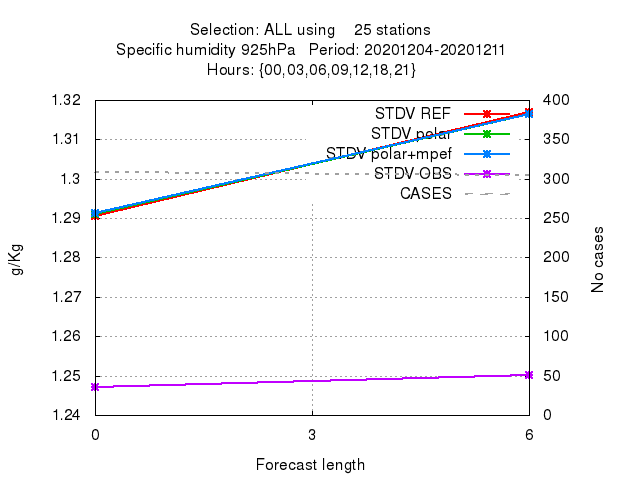 Selection: ALL using    25 stations
Specific humidity 925hPa   Period: 20201204-20201211
Hours: {00,03,06,09,12,18,21}
1.32
1.31
1.3
1.29
1.28
1.27
1.26
1.25
1.24
400
350
300
250
200
150
100
50
0
STDV REF
STDV polar
STDV polar+mpef
STDV OBS
CASES
g/Kg
No cases
0 3 6
Forecast length